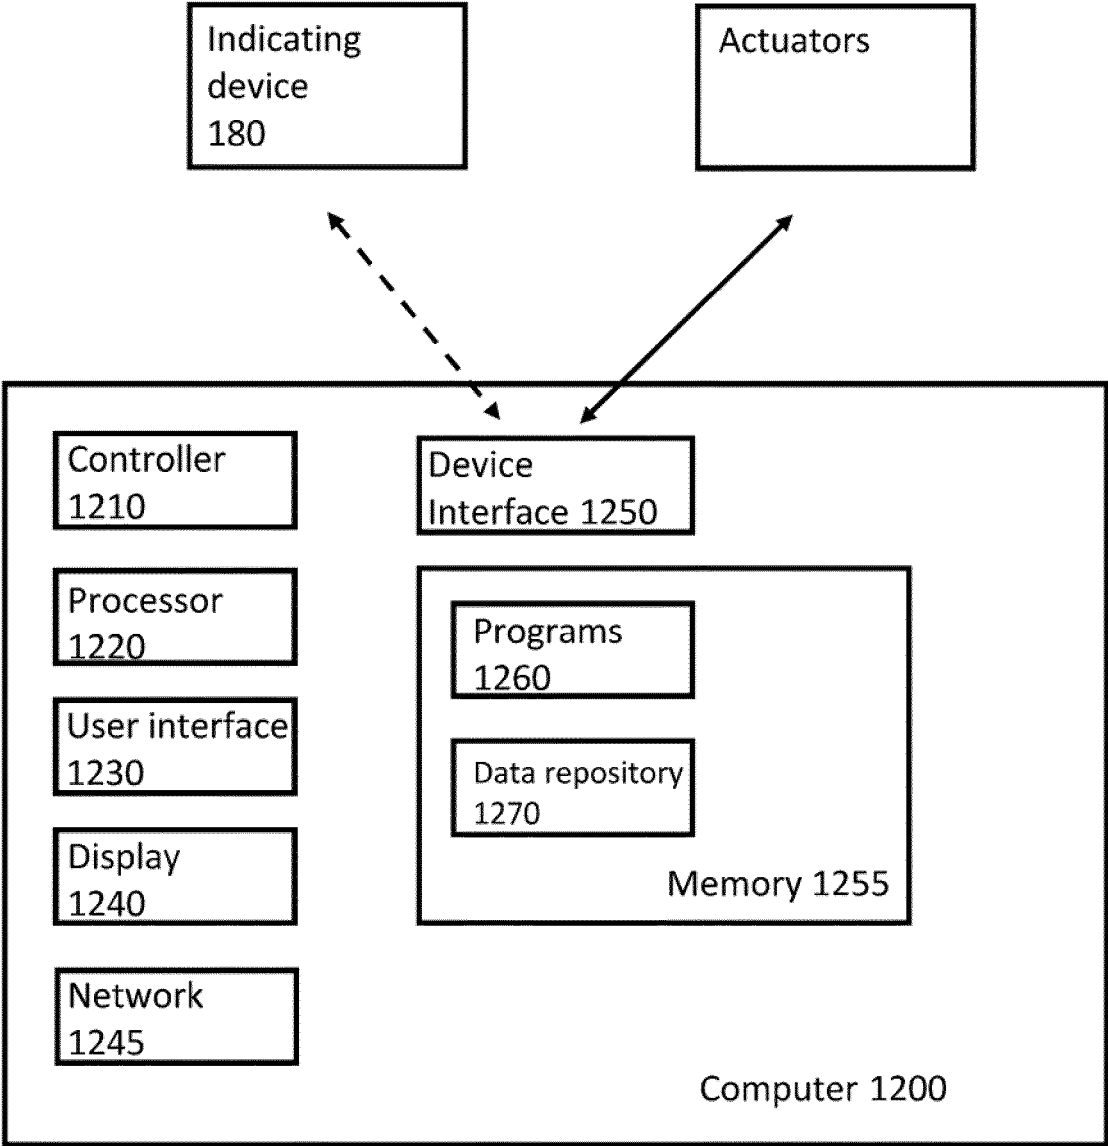 Indicating
device
180
Actuators
Controller
1210
Device
Interface 1250
Processor
1220
Programs
1260
User interface
1230
Data repository
1270
Display
1240
Memory 1255
Network
1245
Computer 1200